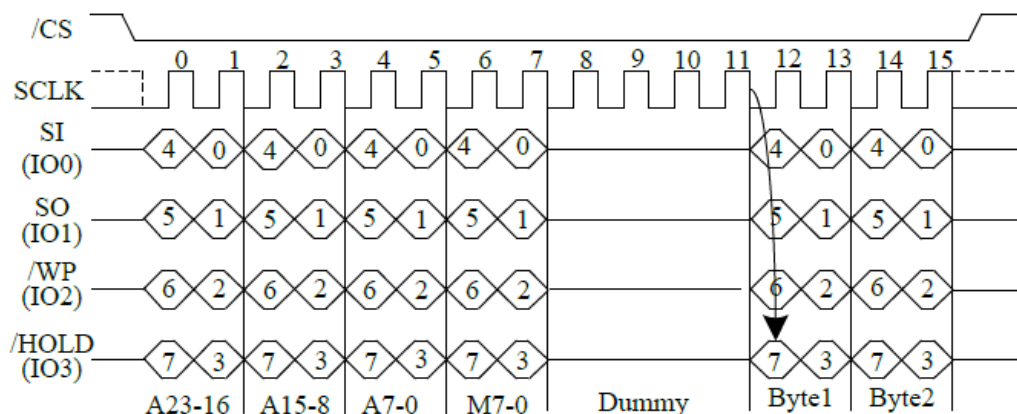 /CS
0 1 2 3 4 5 6 7 8 9 10 11 12 13 14 15
SCLK
SI
(IO0)
4 0 4 0 4 0 4 0 4 0 4 0
SO
(IO1)
5 1 5 1 5 1 5 1 5 1 5 1
/WP
(IO2)
6 2 6 2 6 2 6 2 6 2 6 2
/HOLD
(IO3)
7 3 7 3 7 3 7 3 7 3 7 3
A23-16 A15-8 A7-0 M7-0 Dummy Byte1 Byte2